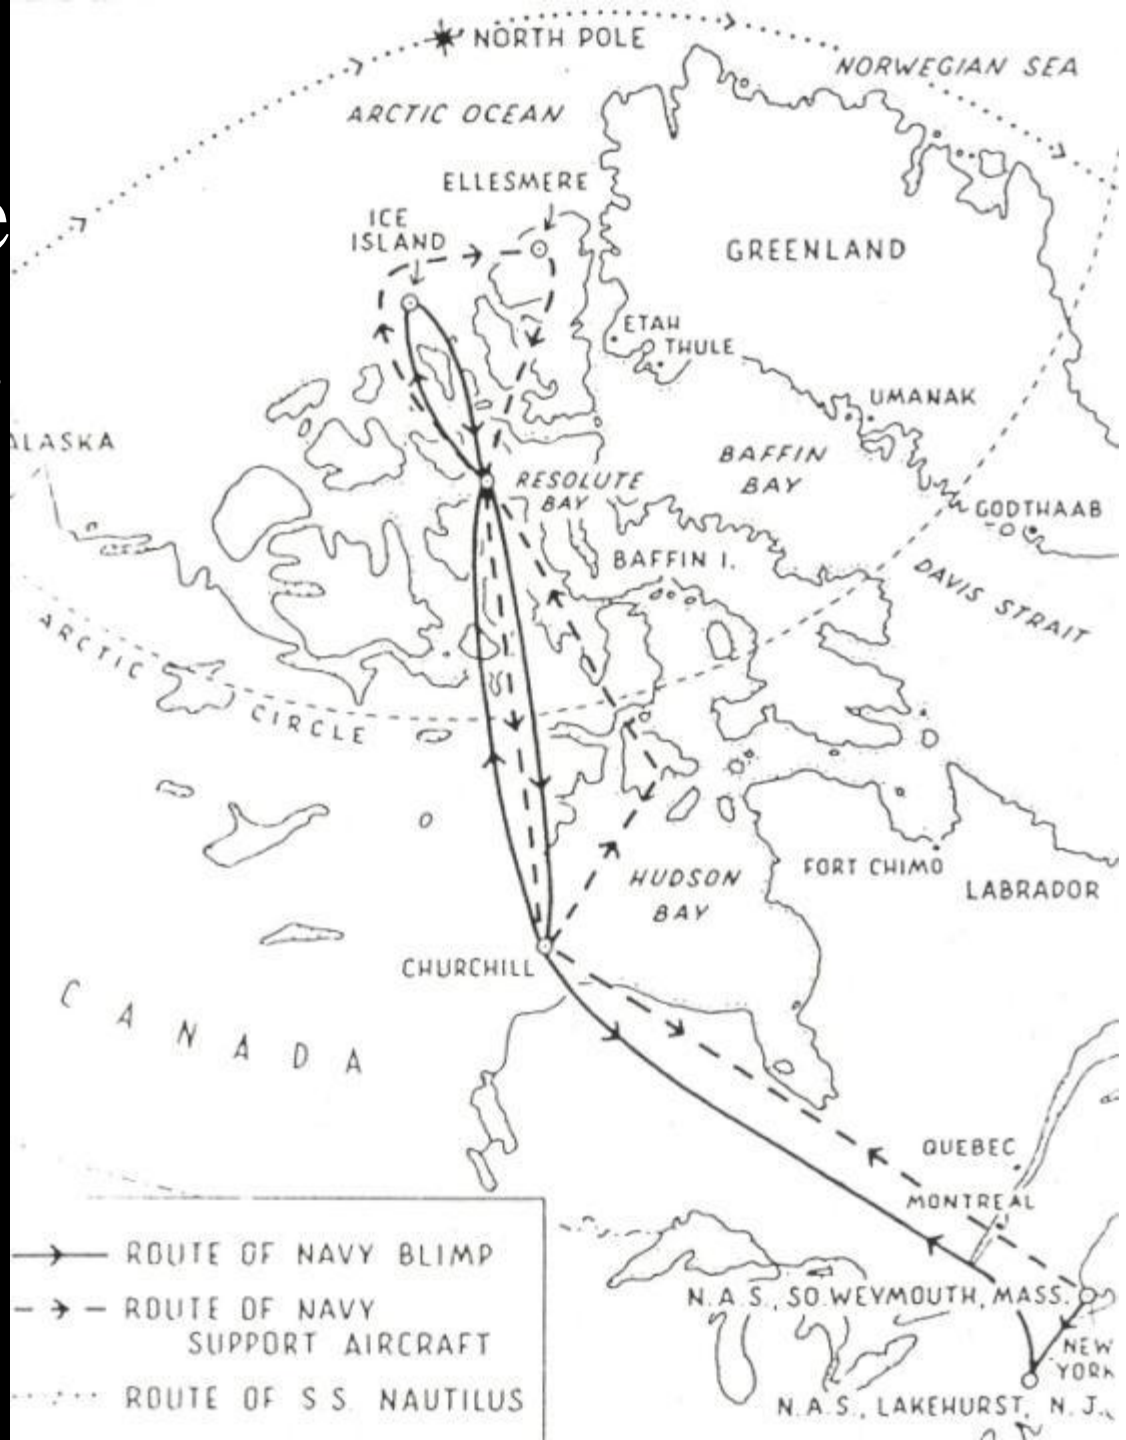 NORTH POLE
NORWEGIAN SEA
ARCTIC OCEAN
ELLESMERE
ICE
ISLAND
GREENLAND
ETAH
THULE
UMANAK
ALASKA
BAFFIN
BAY
RESOLUTE
BAY
GODTHAAB
BAFFIN I.
DAVIS STRAIT
ARCTIC
CIRCLE
HUDSON
BAY
FORT CHIMO
LABRADOR
CHURCHILL
CANADA
QUEBEC
MONTREAL
ROUTE OF NAVY BLIMP
N.A.S., SO. WEYMOUTH, MASS.
ROUTE OF NAVY
SUPPORT AIRCRAFT
NEW
YORK
ROUTE OF S.S. NAUTILUS
N.A.S., LAKEHURST, N.J.